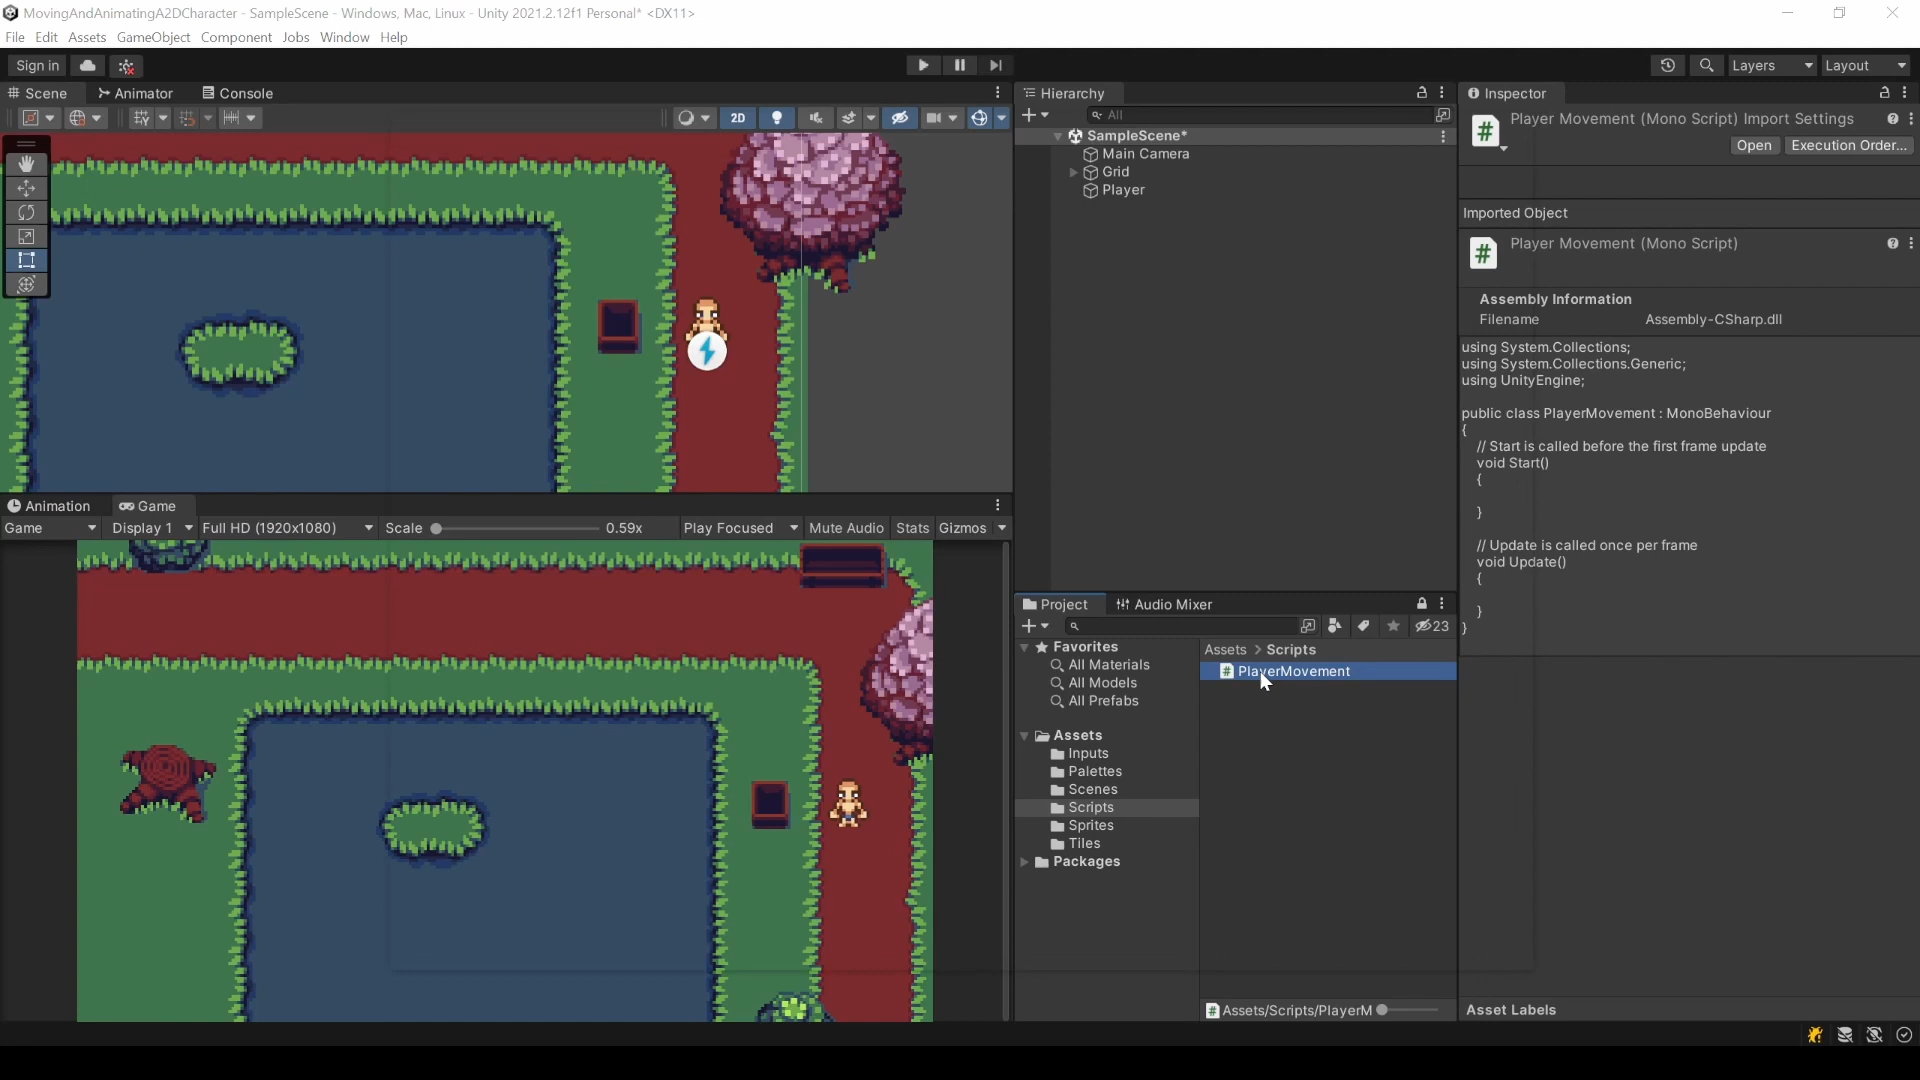 MovingAndAnimatingA2DCharacter - SampleScene - Windows, Mac, Linux - Unity 2021.2.12f1 Personal* <DX11>
File Edit Assets GameObject Component Jobs Window Help
Sign in
Layers
Layout
Scene
Animator
Console
2D
Animation
Game
Game
Display 1
Full HD (1920x1080)
Scale
0.59x
Play Focused
Mute Audio
Stats
Gizmos
Hierarchy
All
SampleScene*
Main Camera
Grid
Player
Project
Audio Mixer
23
Favorites
All Materials
All Models
All Prefabs
Assets
Inputs
Palettes
Scenes
Scripts
Sprites
Tiles
Packages
Assets > Scripts
PlayerMovement
Assets/Scripts/PlayerM
Inspector
Player Movement (Mono Script) Import Settings
Open
Execution Order...
Imported Object
Player Movement (Mono Script)
Assembly Information
Filename Assembly-CSharp.dll
using System.Collections;
using System.Collections.Generic;
using UnityEngine;
public class PlayerMovement : MonoBehaviour
{
// Start is called before the first frame update
void Start()
{
}
// Update is called once per frame
void Update()
{
}
}
Asset Labels